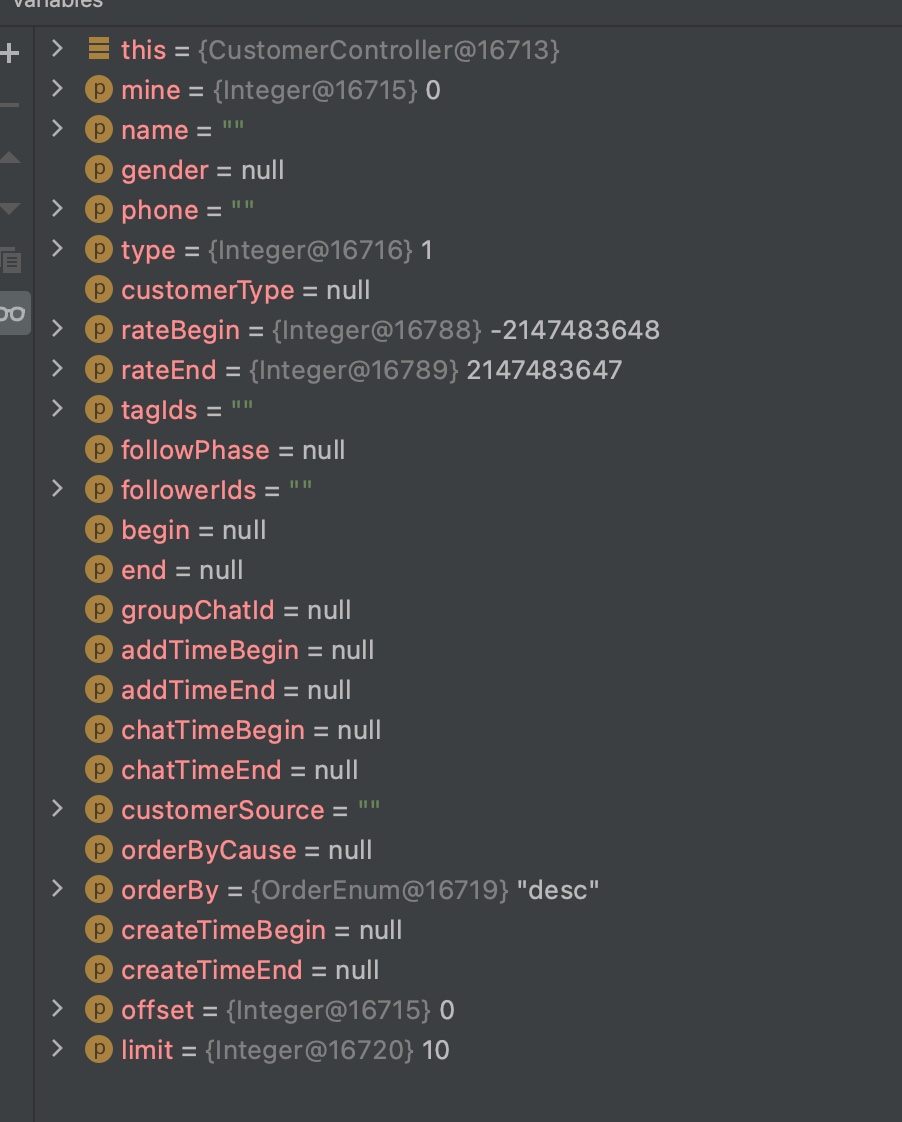 Variables
this = {CustomerController@16713}
p mine = {Integer@16715} 0
p name = ""
p gender = null
p phone = ""
p type = {Integer@16716} 1
p customerType = null
p rateBegin = {Integer@16788} -2147483648
p rateEnd = {Integer@16789} 2147483647
p tagIds = ""
p followPhase = null
p followerIds = ""
p begin = null
p end = null
p groupChatId = null
p addTimeBegin = null
p addTimeEnd = null
p chatTimeBegin = null
p chatTimeEnd = null
p customerSource = ""
p orderByCause = null
p orderBy = {OrderEnum@16719} "desc"
p createTimeBegin = null
p createTimeEnd = null
p offset = {Integer@16715} 0
p limit = {Integer@16720} 10